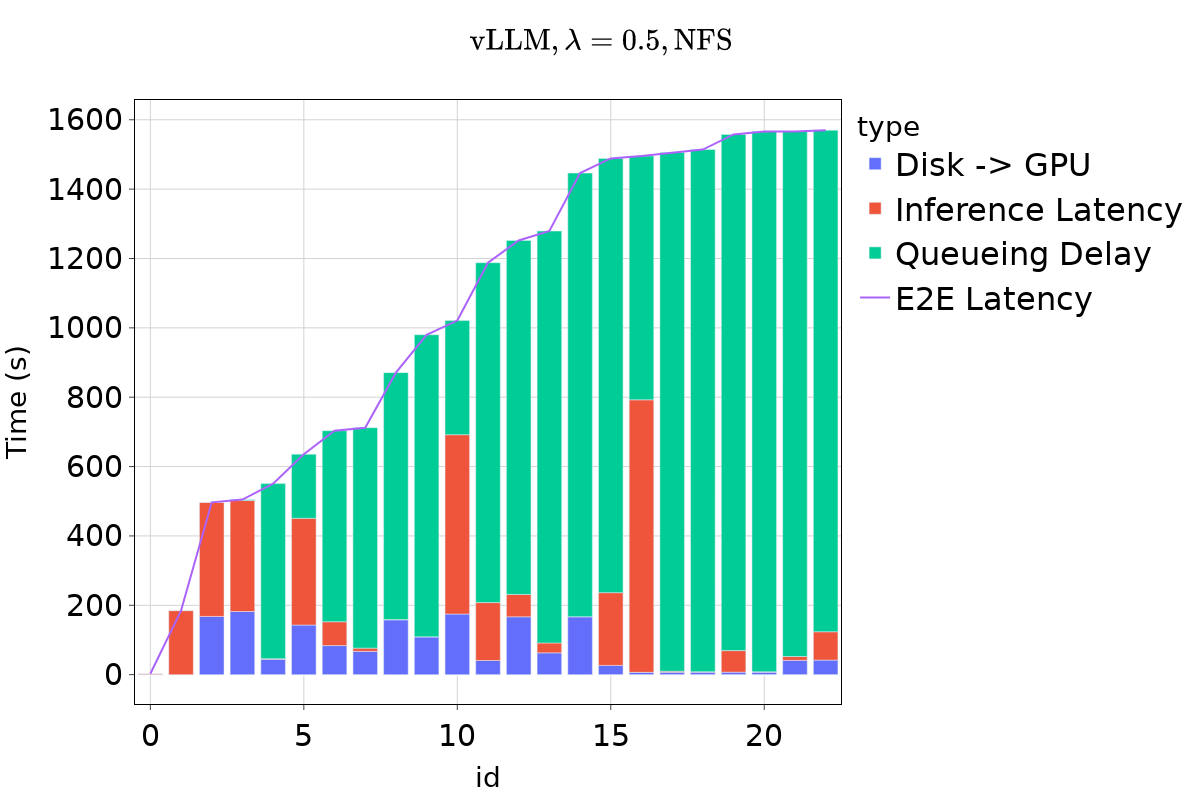 vLLM, λ = 0.5, NFS
1600
1400
1200
1000
800
600
400
200
0
Time (s)
0 5 10 15 20
id
type
Disk -> GPU
Inference Latency
Queueing Delay
E2E Latency